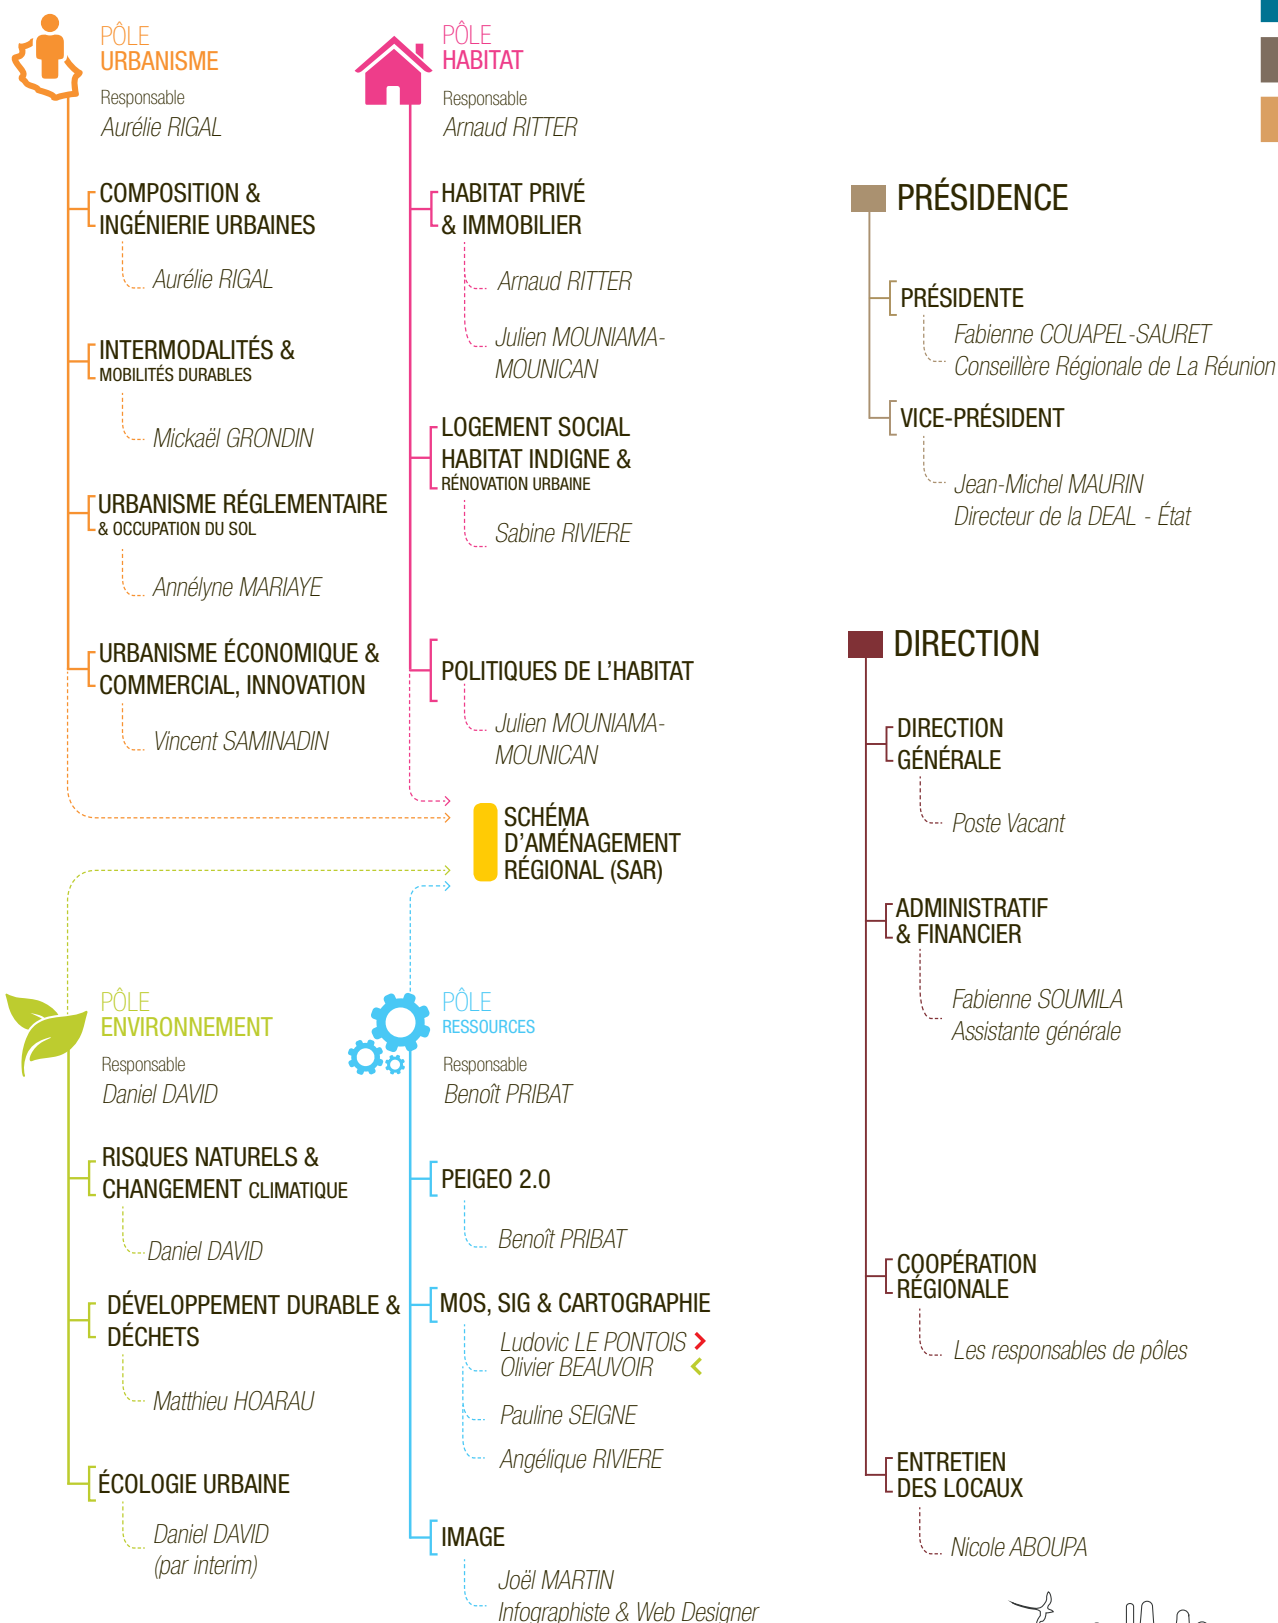 PÔLE
URBANISME
Responsable
Aurélie RIGAL
COMPOSITION &
INGÉNIERIE URBAINES
Aurélie RIGAL
INTERMODALITÉS &
MOBILITÉS DURABLES
Mickaël GRONDIN
URBANISME RÉGLEMENTAIRE
& OCCUPATION DU SOL
Annélyne MARIAYE
URBANISME ÉCONOMIQUE &
COMMERCIAL, INNOVATION
Vincent SAMINADIN
PÔLE
HABITAT
Responsable
Arnaud RITTER
HABITAT PRIVÉ
& IMMOBILIER
Arnaud RITTER
Julien MOUNIAMA-
MOUNICAN
LOGEMENT SOCIAL
HABITAT INDIGNE &
RÉNOVATION URBAINE
Sabine RIVIERE
POLITIQUES DE L’HABITAT
Julien MOUNIAMA-
MOUNICAN
SCHÉMA
D’AMÉNAGEMENT
RÉGIONAL (SAR)
PÔLE
ENVIRONNEMENT
Responsable
Daniel DAVID
RISQUES NATURELS &
CHANGEMENT CLIMATIQUE
Daniel DAVID
DÉVELOPPEMENT DURABLE &
DÉCHETS
Matthieu HOARAU
ÉCOLOGIE URBAINE
Daniel DAVID
(par interim)
PÔLE
RESSOURCES
Responsable
Benoît PRIBAT
PEIGEO 2.0
Benoît PRIBAT
MOS, SIG & CARTOGRAPHIE
Ludovic LE PONTOIS
Olivier BEAUVOIR
Pauline SEIGNE
Angélique RIVIERE
IMAGE
Joël MARTIN
Infographiste & Web Designer
PRÉSIDENCE
PRÉSIDENTE
Fabienne COUAPEL-SAURET
Conseillère Régionale de La Réunion
VICE-PRÉSIDENT
Jean-Michel MAURIN
Directeur de la DEAL - État
DIRECTION
DIRECTION
GÉNÉRALE
Poste Vacant
ADMINISTRATIF
& FINANCIER
Fabienne SOUMILA
Assistante générale
COOPÉRATION
RÉGIONALE
Les responsables de pôles
ENTRETIEN
DES LOCAUX
Nicole ABOUPA